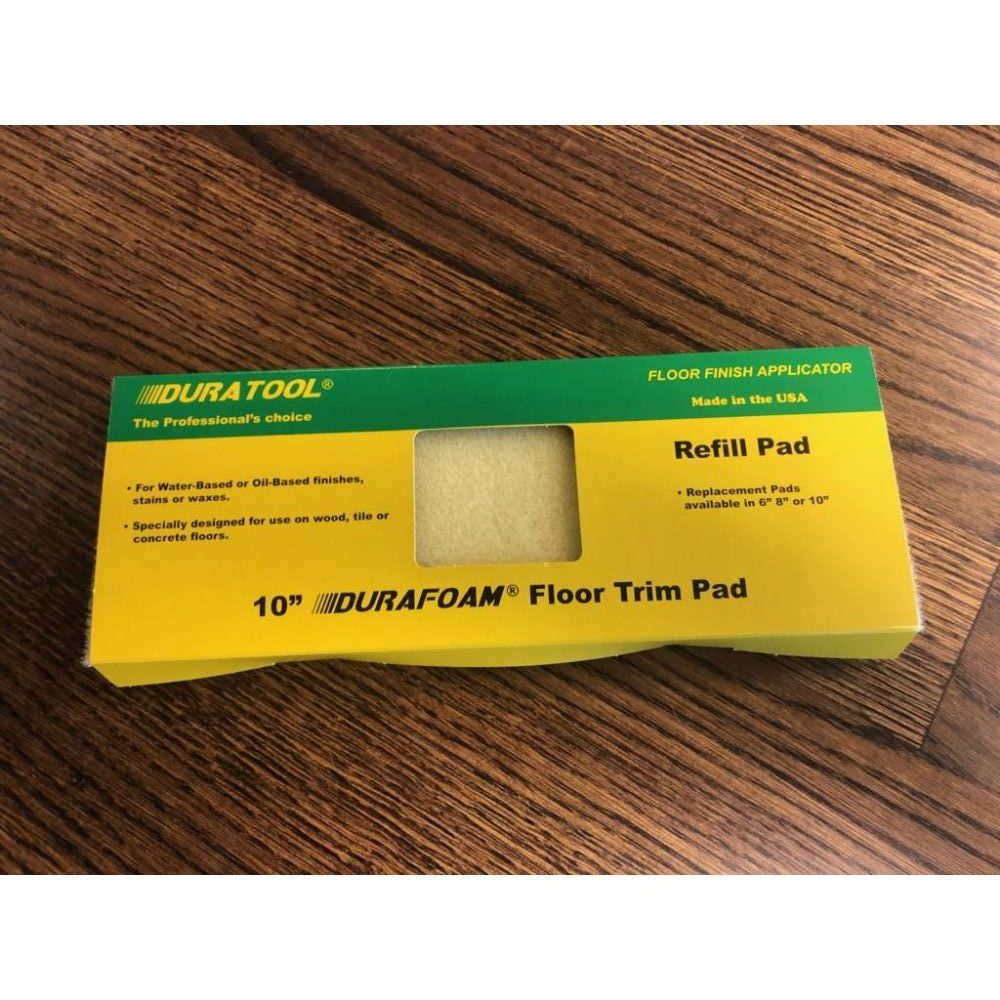 DURATOOL®
The Professional's choice
FLOOR FINISH APPLICATOR
Made in the USA
• For Water-Based or Oil-Based finishes,
stains or waxes.
• Specially designed for use on wood, tile or
concrete floors.
Refill Pad
• Replacement Pads
available in 6” 8” or 10”
10” DURAFOAM® Floor Trim Pad